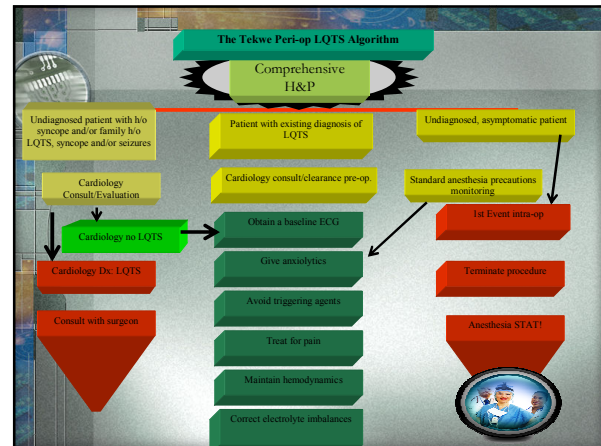 The Tekwe Peri-op LQTS Algorithm
Comprehensive
H&P
Undiagnosed patient with h/o
syncope and/or family h/o
LQTS, syncope and/or seizures
Patient with existing diagnosis of
LQTS
Undiagnosed, asymptomatic patient
Cardiology
Consult/Evaluation
Cardiology consult/clearance pre-op.
Standard anesthesia precautions
monitoring
Cardiology no LQTS
Obtain a baseline ECG
1st Event intra-op
Cardiology Dx: LQTS
Give anxiolytics
Terminate procedure
Consult with surgeon
Avoid triggering agents
Anesthesia STAT!
Treat for pain
Maintain hemodynamics
Correct electrolyte imbalances